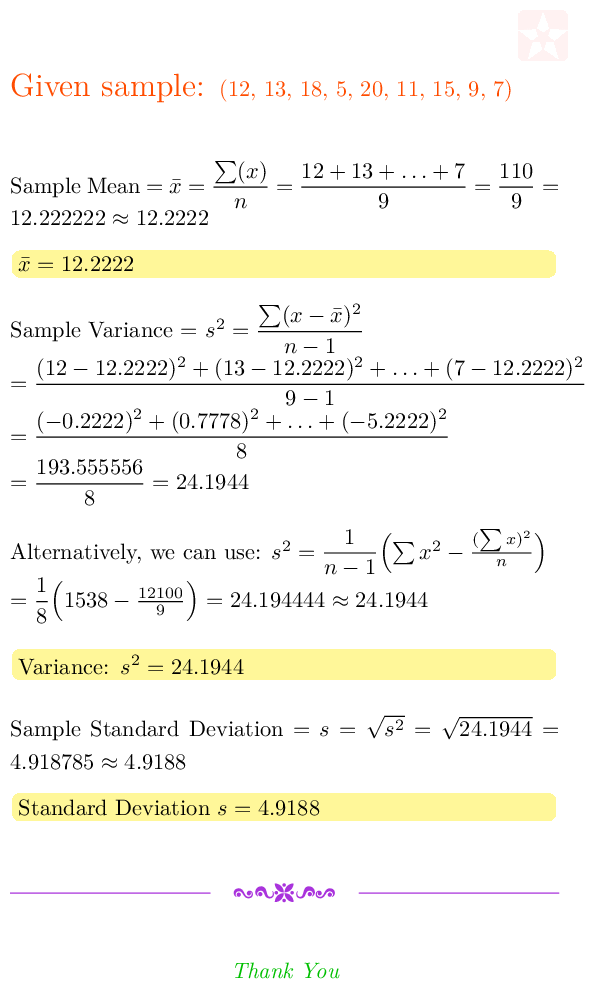 Given sample: (12, 13, 18, 5, 20, 11, 15, 9, 7)
Sample Mean = x̄ = ∑(x)/n = (12 + 13 + … + 7)/9 = 110/9 =
12.222222 ≈ 12.2222
x̄ = 12.2222
Sample Variance = s² = ∑(x − x̄)²/(n − 1)
= ((12 − 12.2222)² + (13 − 12.2222)² + … + (7 − 12.2222)²)/(9 − 1)
= ((−0.2222)² + (0.7778)² + … + (−5.2222)²)/8
= 193.555556/8 = 24.1944
Alternatively, we can use: s² = 1/(n − 1) (∑ x² − (∑ x)²/n)
= 1/8 (1538 − 12100/9) = 24.194444 ≈ 24.1944
Variance: s² = 24.1944
Sample Standard Deviation = s = √s² = √24.1944 =
4.918785 ≈ 4.9188
Standard Deviation s = 4.9188
Thank You